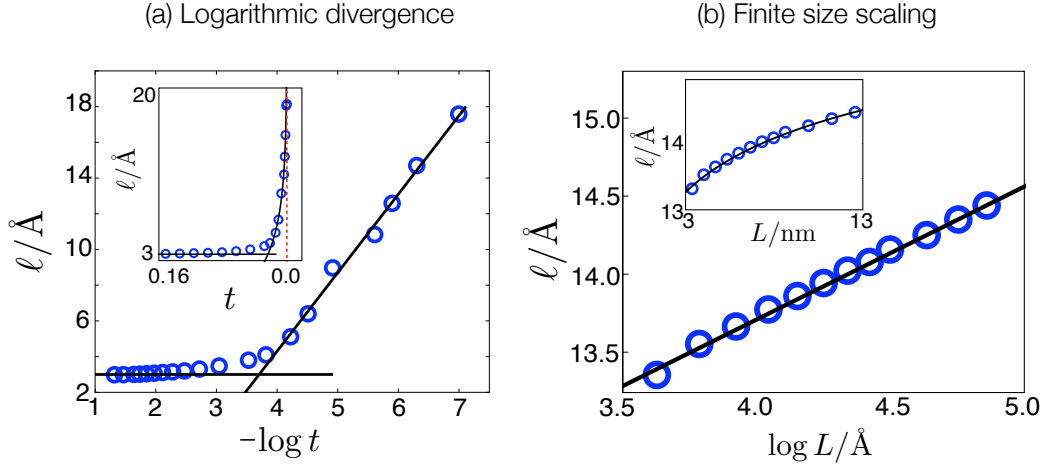 (a) Logarithmic divergence
(b) Finite size scaling
18
14
10
6
2
ℓ/Å
1
2
3
4
5
6
7
−log t
20
3
ℓ/Å
0.16
0.0
t
15.0
14.5
14.0
13.5
ℓ/Å
3.5
4.0
4.5
5.0
log L/Å
14
13
ℓ/Å
3
13
L/nm